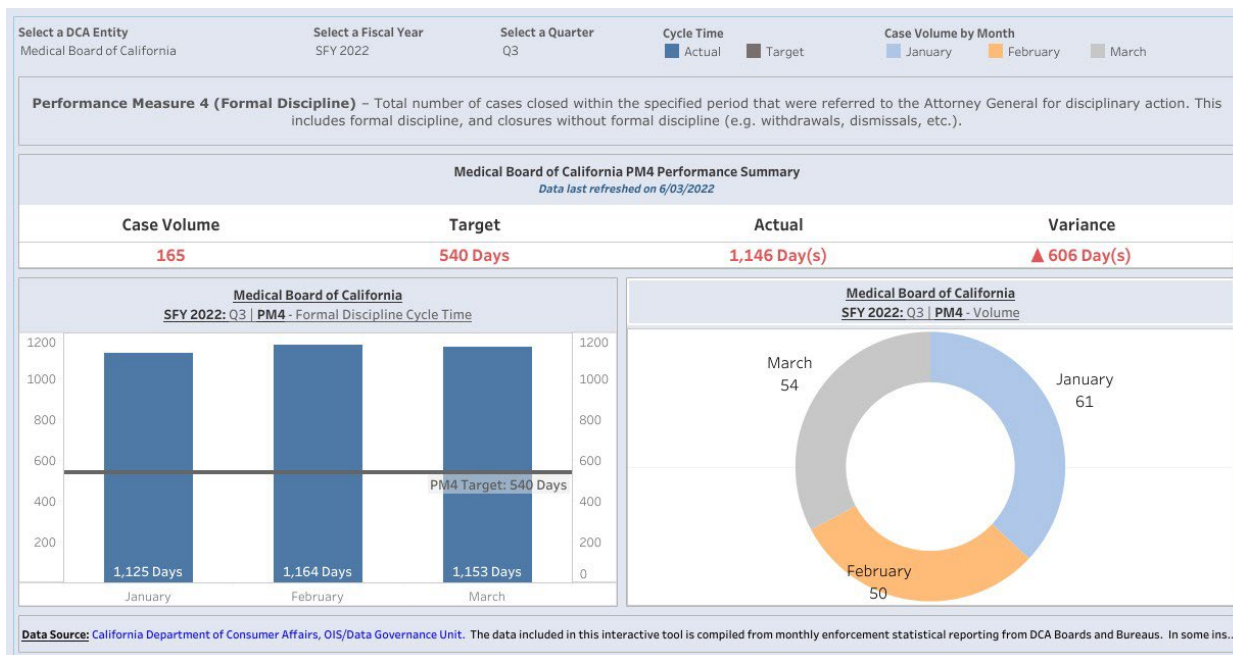 Select a DCA Entity
Medical Board of California
Select a Fiscal Year
SFY 2022
Select a Quarter
Q3
Cycle Time
Actual
Target
Case Volume by Month
January
February
March
Performance Measure 4 (Formal Discipline) – Total number of cases closed within the specified period that were referred to the Attorney General for disciplinary action. This
includes formal discipline, and closures without formal discipline (e.g. withdrawals, dismissals, etc.).
Medical Board of California PM4 Performance Summary
Data last refreshed on 6/03/2022
Case Volume Target Actual Variance
165 540 Days 1,146 Day(s) ▲ 606 Day(s)
Medical Board of California
SFY 2022: Q3 | PM4 - Formal Discipline Cycle Time
1200
1000
800
600
400
200
1200
1000
800
600
400
200
0
PM4 Target: 540 Days
1,125 Days
1,164 Days
1,153 Days
January
February
March
Medical Board of California
SFY 2022: Q3 | PM4 - Volume
March
54
January
61
February
50
Data Source: California Department of Consumer Affairs, OIS/Data Governance Unit. The data included in this interactive tool is compiled from monthly enforcement statistical reporting from DCA Boards and Bureaus. In some ins..